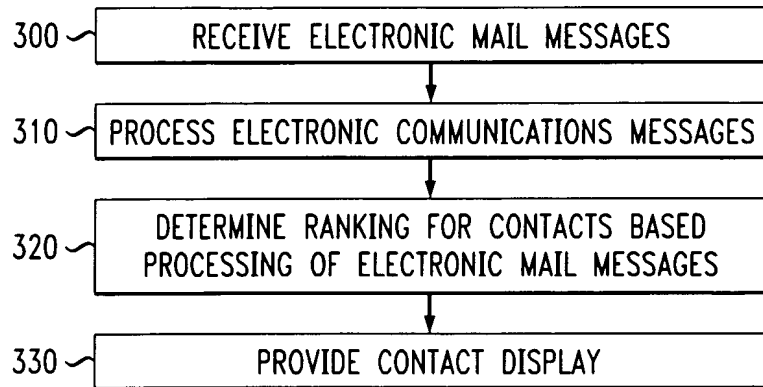 300 RECEIVE ELECTRONIC MAIL MESSAGES
310 PROCESS ELECTRONIC COMMUNICATIONS MESSAGES
320 DETERMINE RANKING FOR CONTACTS BASED
PROCESSING OF ELECTRONIC MAIL MESSAGES
330 PROVIDE CONTACT DISPLAY